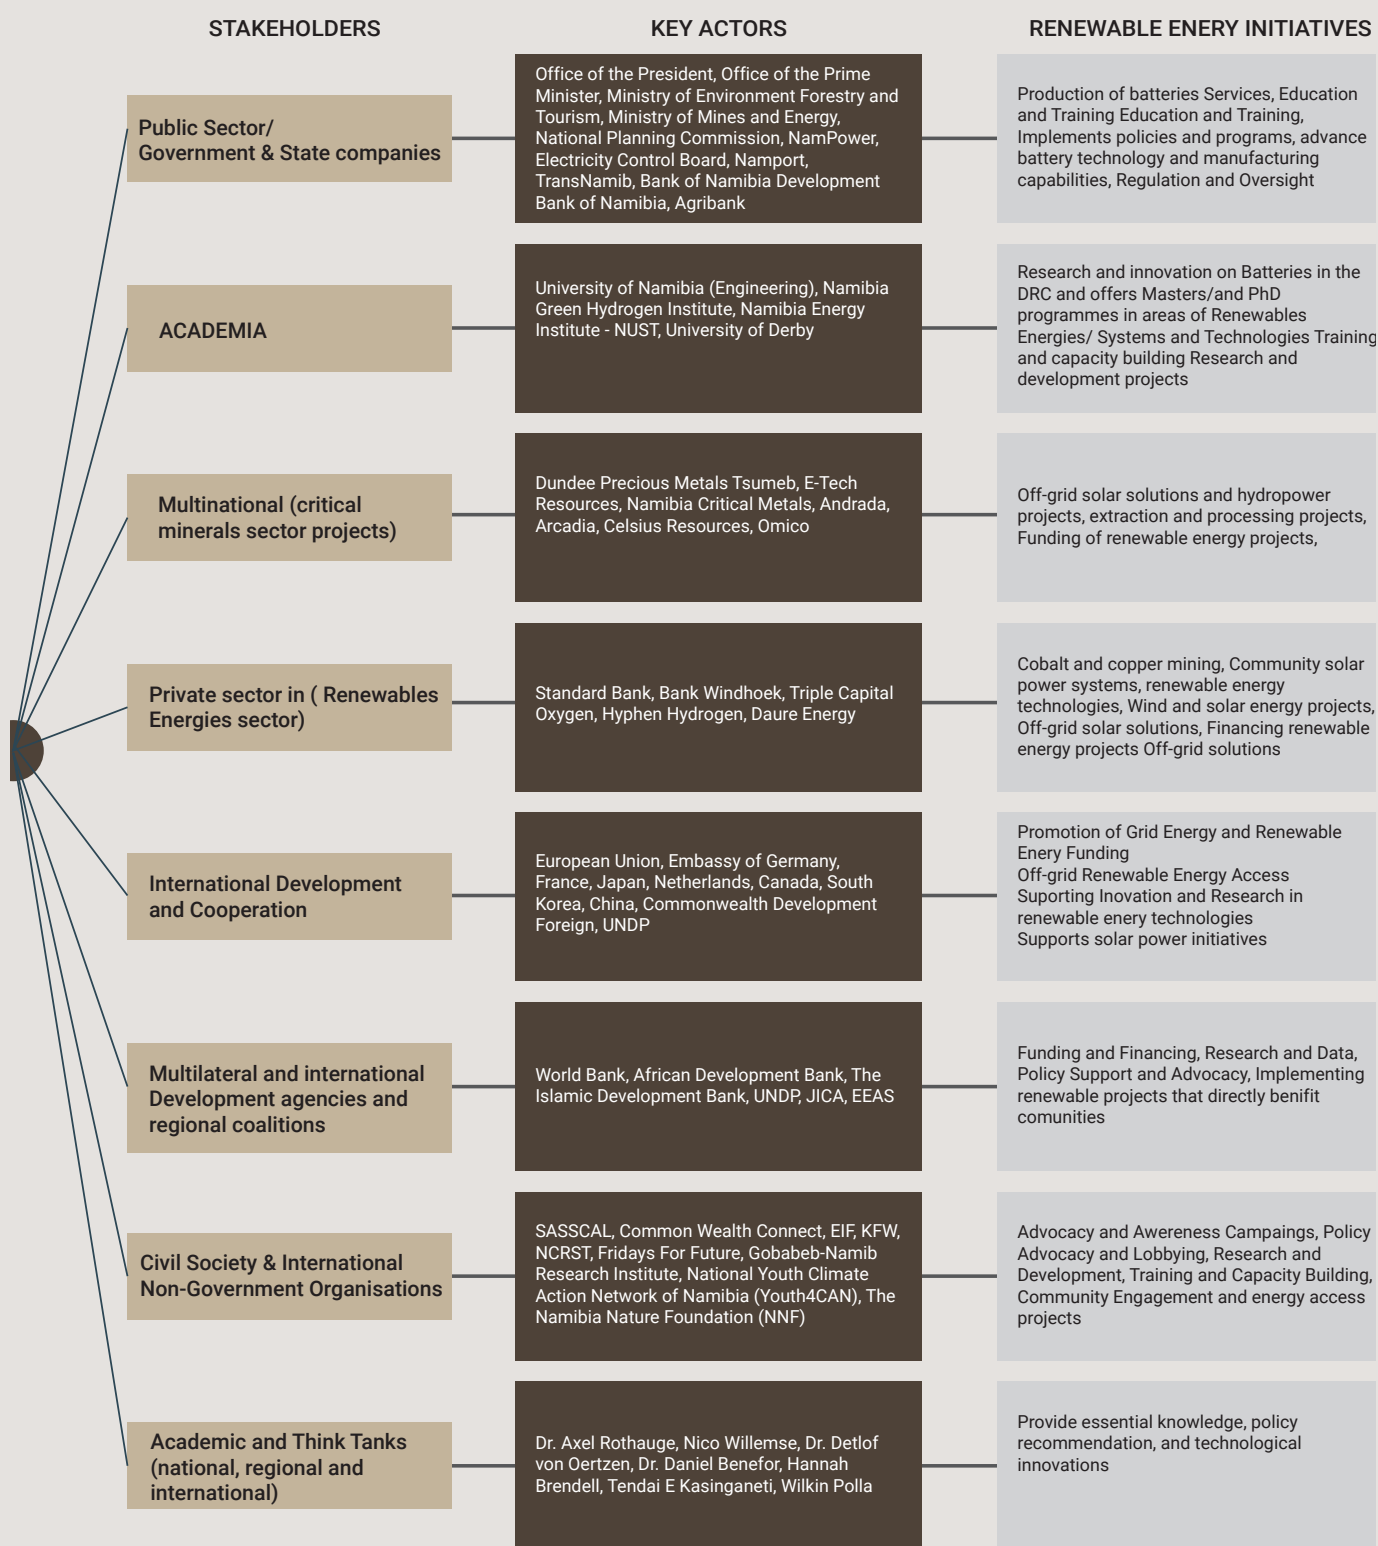 STAKEHOLDERS
KEY ACTORS
RENEWABLE ENERY INITIATIVES
Public Sector/
Government & State companies
Office of the President, Office of the Prime
Minister, Ministry of Environment Forestry and
Tourism, Ministry of Mines and Energy,
National Planning Commission, NamPower,
Electricity Control Board, Namport,
TransNamib, Bank of Namibia Development
Bank of Namibia, Agribank
Production of batteries Services, Education
and Training Education and Training,
Implements policies and programs, advance
battery technology and manufacturing
capabilities, Regulation and Oversight
ACADEMIA
University of Namibia (Engineering), Namibia
Green Hydrogen Institute, Namibia Energy
Institute - NUST, University of Derby
Research and innovation on Batteries in the
DRC and offers Masters/and PhD
programmes in areas of Renewables
Energies/ Systems and Technologies Training
and capacity building Research and
development projects
Multinational (critical
minerals sector projects)
Dundee Precious Metals Tsumeb, E-Tech
Resources, Namibia Critical Metals, Andrada,
Arcadia, Celsius Resources, Omico
Off-grid solar solutions and hydropower
projects, extraction and processing projects,
Funding of renewable energy projects,
Private sector in ( Renewables
Energies sector)
Standard Bank, Bank Windhoek, Triple Capital
Oxygen, Hyphen Hydrogen, Daure Energy
Cobalt and copper mining, Community solar
power systems, renewable energy
technologies, Wind and solar energy projects,
Off-grid solar solutions, Financing renewable
energy projects Off-grid solutions
International Development
and Cooperation
European Union, Embassy of Germany,
France, Japan, Netherlands, Canada, South
Korea, China, Commonwealth Development
Foreign, UNDP
Promotion of Grid Energy and Renewable
Enery Funding
Off-grid Renewable Energy Access
Suporting Inovation and Research in
renewable enery technologies
Supports solar power initiatives
Multilateral and international
Development agencies and
regional coalitions
World Bank, African Development Bank, The
Islamic Development Bank, UNDP, JICA, EEAS
Funding and Financing, Research and Data,
Policy Support and Advocacy, Implementing
renewable projects that directly benifit
comunities
Civil Society & International
Non-Government Organisations
SASSCAL, Common Wealth Connect, EIF, KFW,
NCRST, Fridays For Future, Gobabeb-Namib
Research Institute, National Youth Climate
Action Network of Namibia (Youth4CAN), The
Namibia Nature Foundation (NNF)
Advocacy and Awereness Campaings, Policy
Advocacy and Lobbying, Research and
Development, Training and Capacity Building,
Community Engagement and energy access
projects
Academic and Think Tanks
(national, regional and
international)
Dr. Axel Rothauge, Nico Willemse, Dr. Detlof
von Oertzen, Dr. Daniel Benefor, Hannah
Brendell, Tendai E Kasinganeti, Wilkin Polla
Provide essential knowledge, policy
recommendation, and technological
innovations